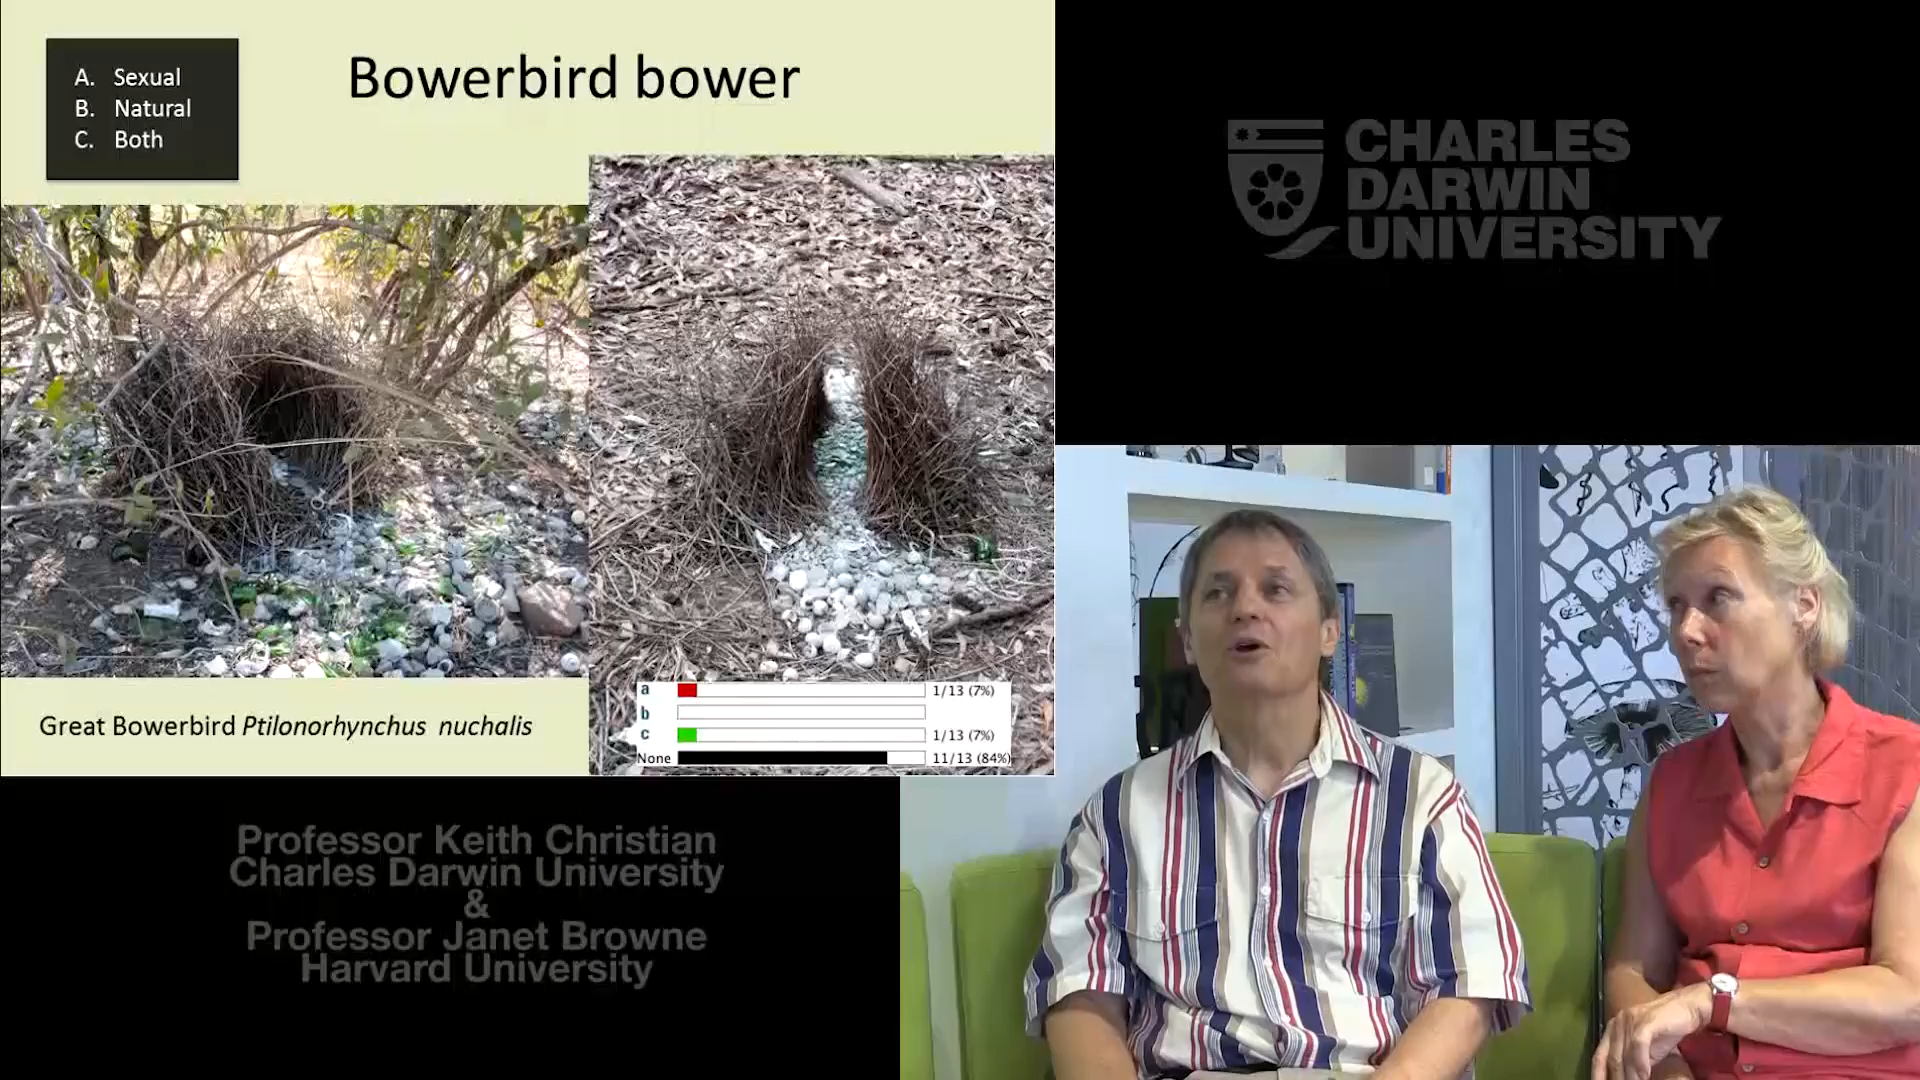 A. Sexual
B. Natural
C. Both
Bowerbird bower
Great Bowerbird Ptilonorhynchus nuchalis
a 1/13 (7%)
b
c 1/13 (7%)
None 11/13 (84%)
CHARLES
DARWIN
UNIVERSITY
Professor Keith Christian
Charles Darwin University
&
Professor Janet Browne
Harvard University